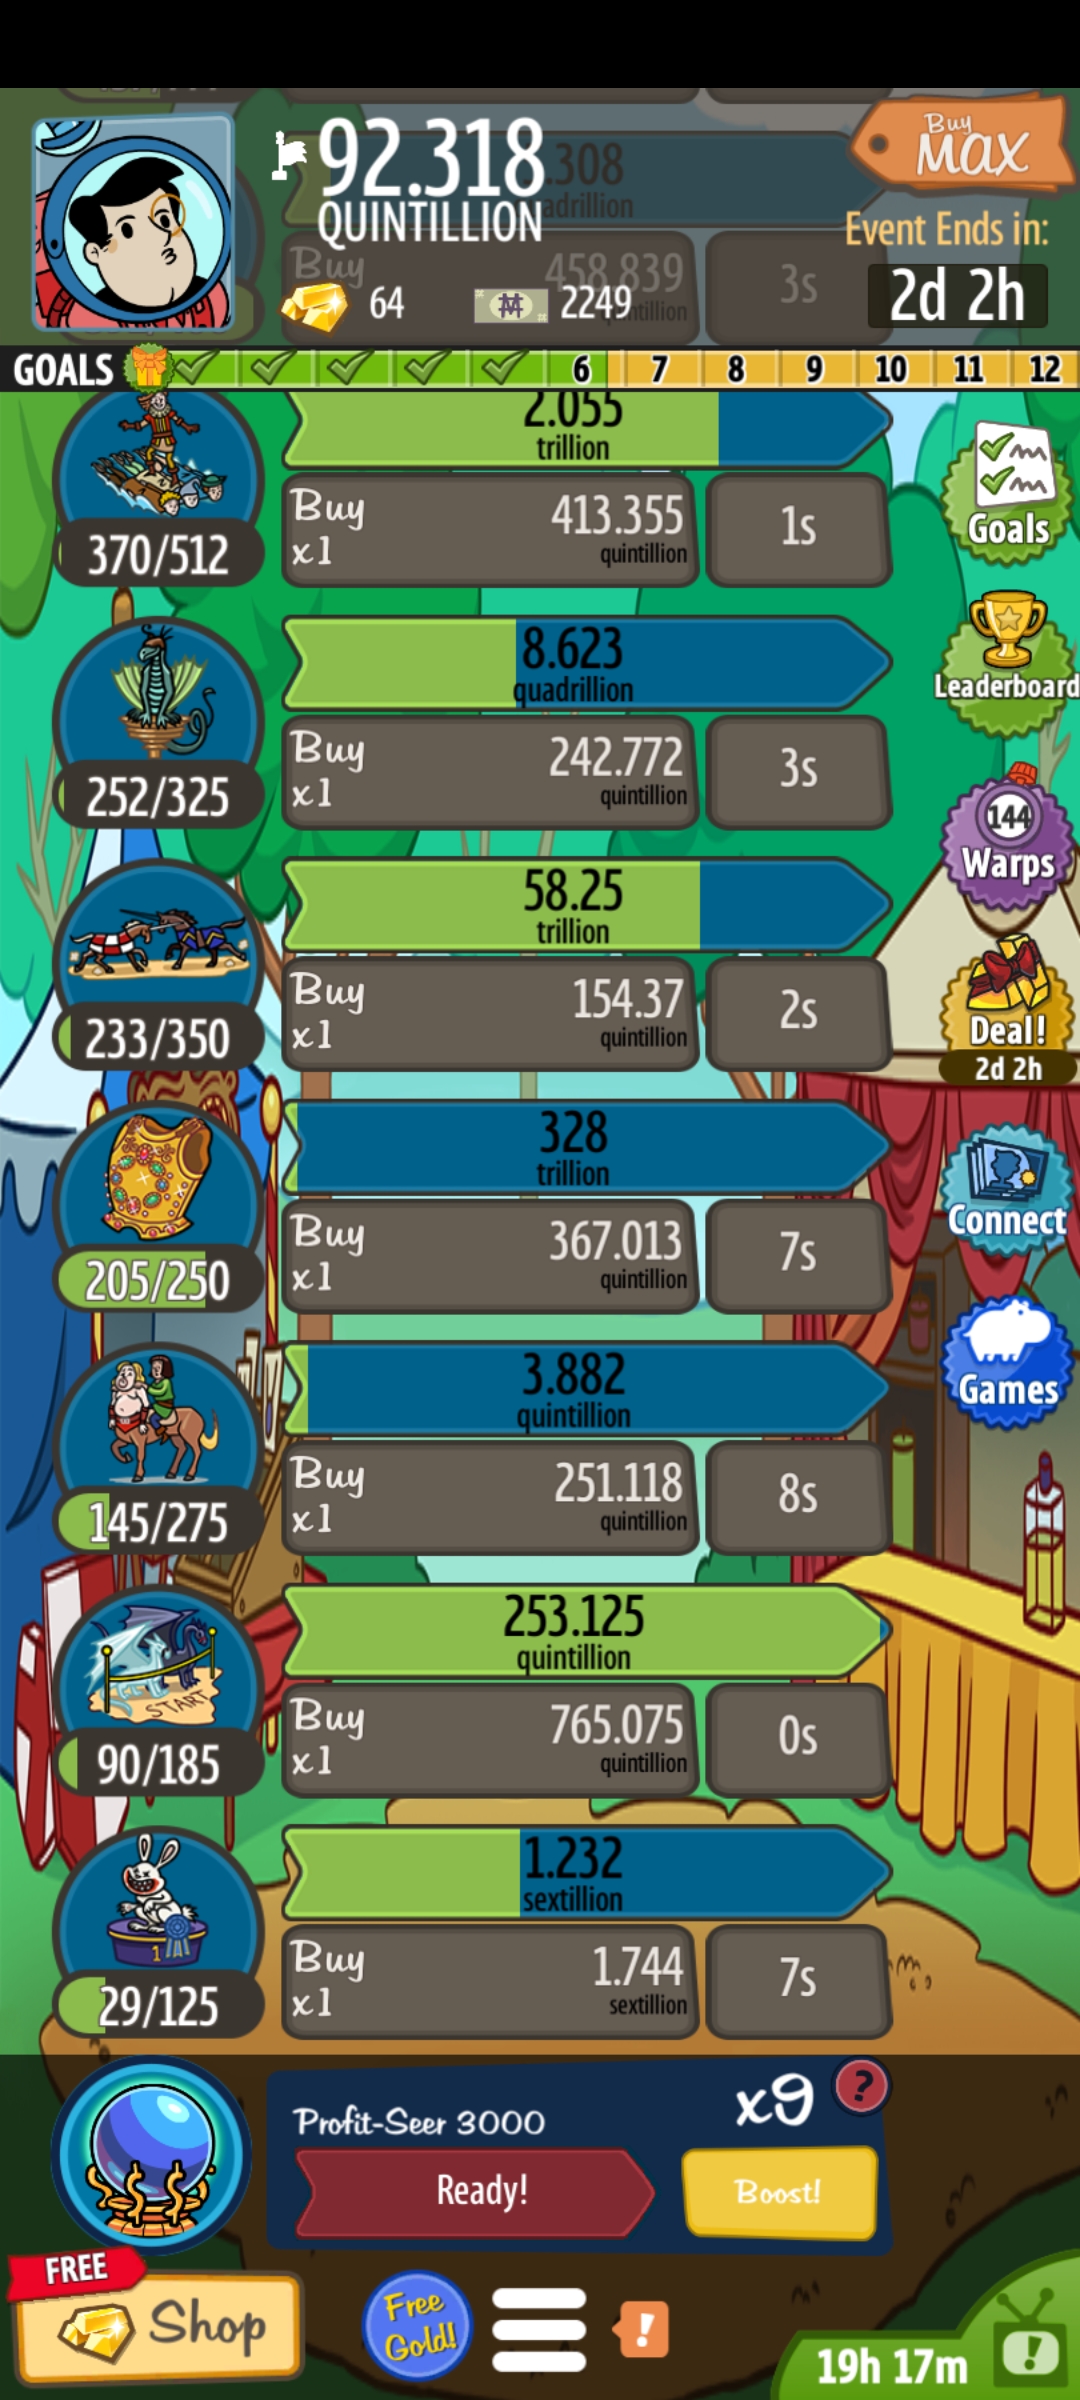 92.318
QUINTILLION
.308
adrillion
Buy
MAX
Event Ends in:
2d 2h
Buy
458.839
3s
64
2249
GOALS 6 7 8 9 10 11 12
2.055
trillion
370/512
Buy
x1
413.355
quintillion
1s
Goals
8.623
quadrillion
252/325
Buy
x1
242.772
quintillion
3s
Leaderboard
144
Warps
58.25
trillion
233/350
Buy
x1
154.37
quintillion
2s
Deal!
2d 2h
328
trillion
205/250
Buy
x1
367.013
quintillion
7s
Connect
3.882
quintillion
145/275
Buy
x1
251.118
quintillion
8s
Games
START
253.125
quintillion
90/185
Buy
x1
765.075
quintillion
0s
1
1.232
sextillion
29/125
Buy
x1
1.744
sextillion
7s
Profit-Seer 3000
x9
?
Ready!
Boost!
FREE
Shop
Free
Gold!
!
19h 17m
!